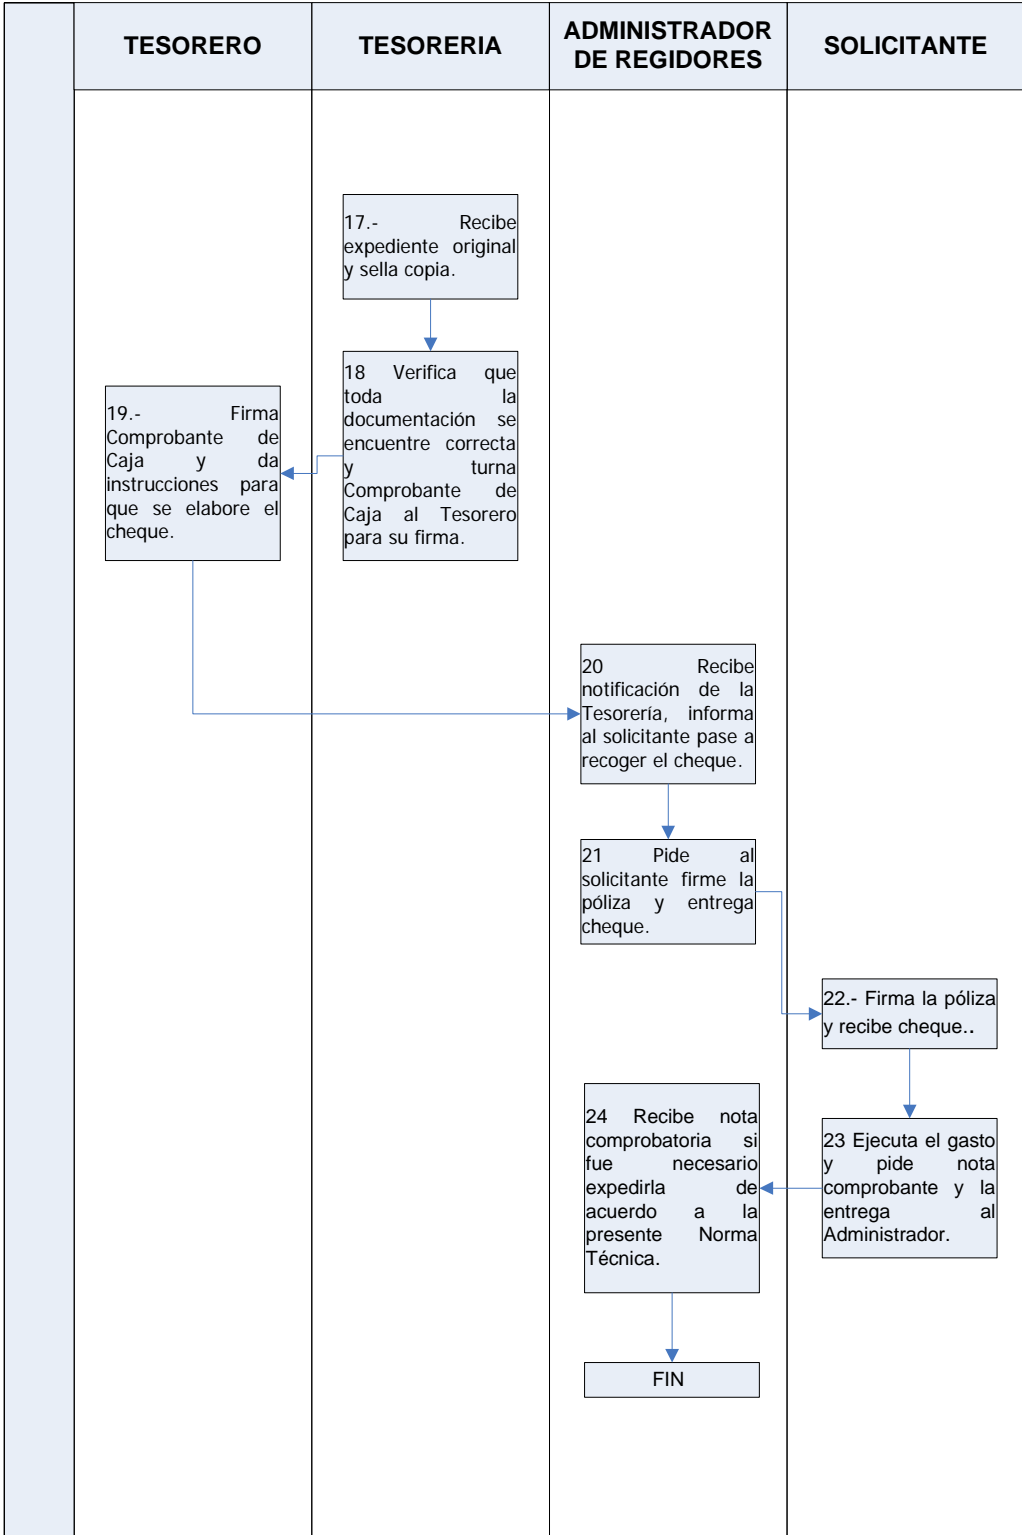 TESORERO
TESORERIA
ADMINISTRADOR
DE REGIDORES
SOLICITANTE
17.- Recibe
expediente original
y sella copia.
18 Verifica que
toda la
documentación se
encuentre correcta
y turna
Comprobante de
Caja al Tesorero
para su firma.
19.- Firma
Comprobante de
Caja y da
instrucciones para
que se elabore el
cheque.
20 Recibe
notificación de la
Tesorería, informa
al solicitante pase a
recoger el cheque.
21 Pide al
solicitante firme la
póliza y entrega
cheque.
22.- Firma la póliza
y recibe cheque..
23 Ejecuta el gasto
y pide nota
comprobante y la
entrega al
Administrador.
24 Recibe nota
comprobatoria si
fue necesario
expedirla de
acuerdo a la
presente Norma
Técnica.
FIN